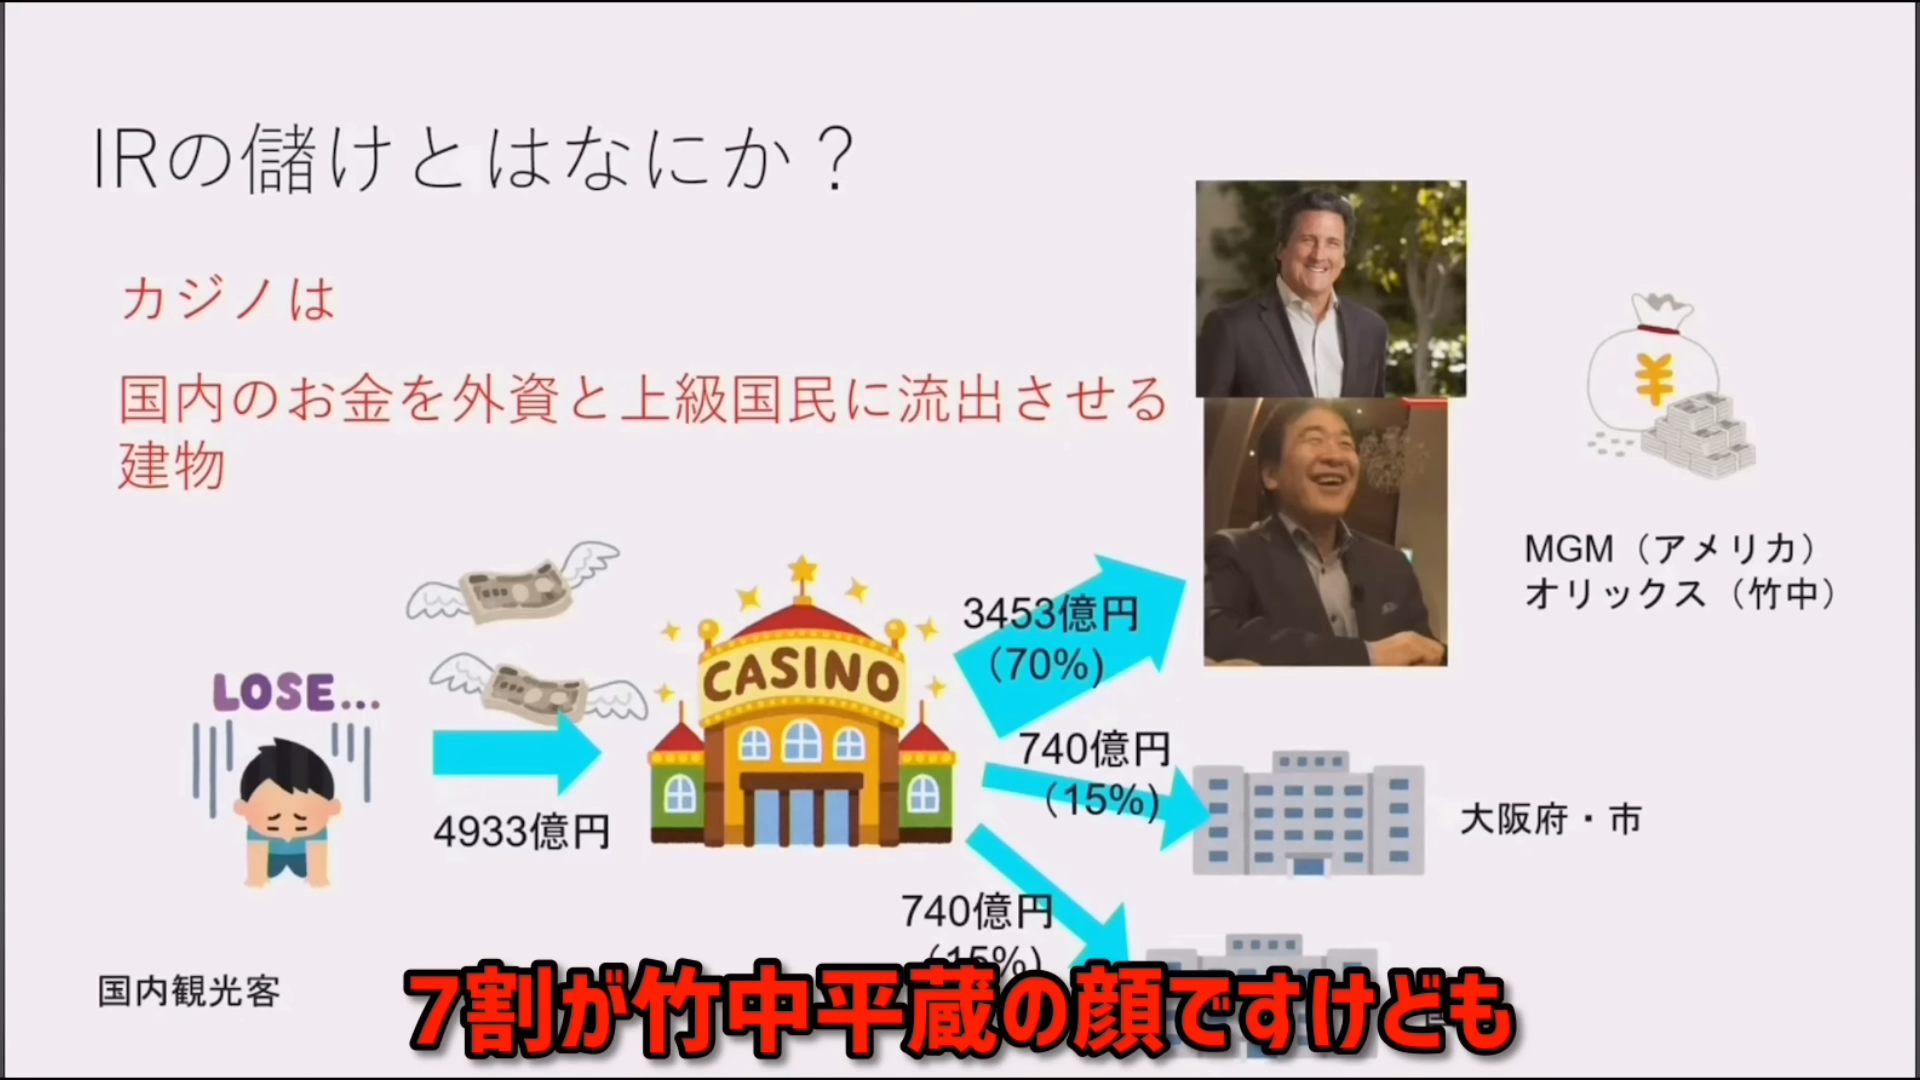 IRの儲けとはなにか？
カジノは
国内のお金を外資と上級国民に流出させる
建物
MGM（アメリカ）
オリックス（竹中）
3453億円
（70%）
LOSE...
CASINO
740億円
（15%）
4933億円
大阪府・市
740億円
（15%）
国内観光客
7割が竹中平蔵の顔ですけども